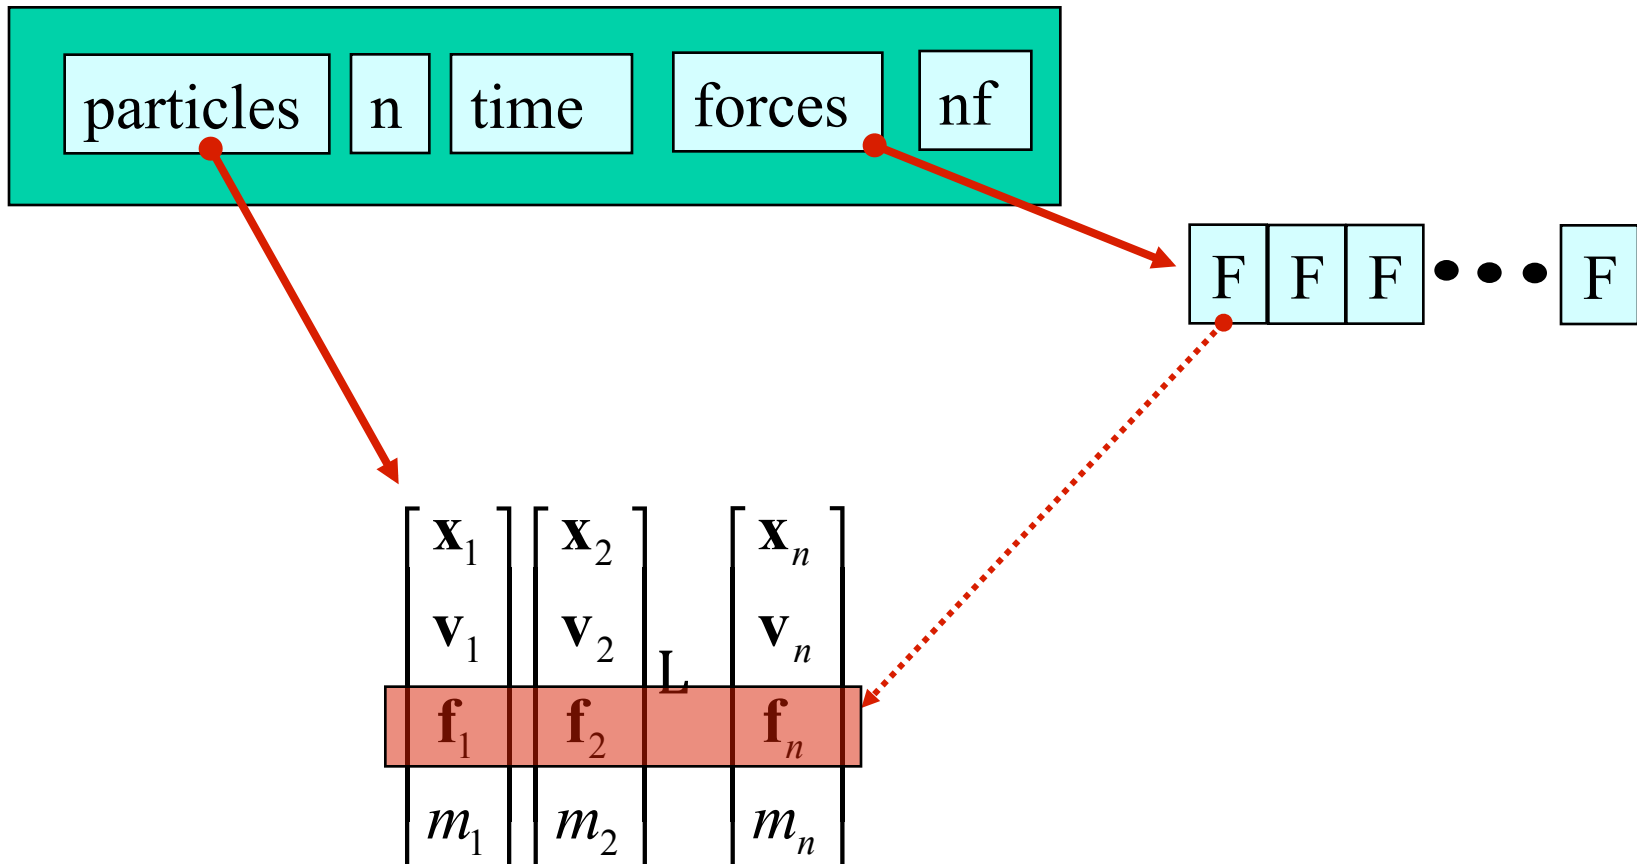 particles n time forces nf
F F F ••• F
x₁ x₂ xₙ
v₁ v₂ vₙ
L
f₁ f₂ fₙ
m₁ m₂ mₙ